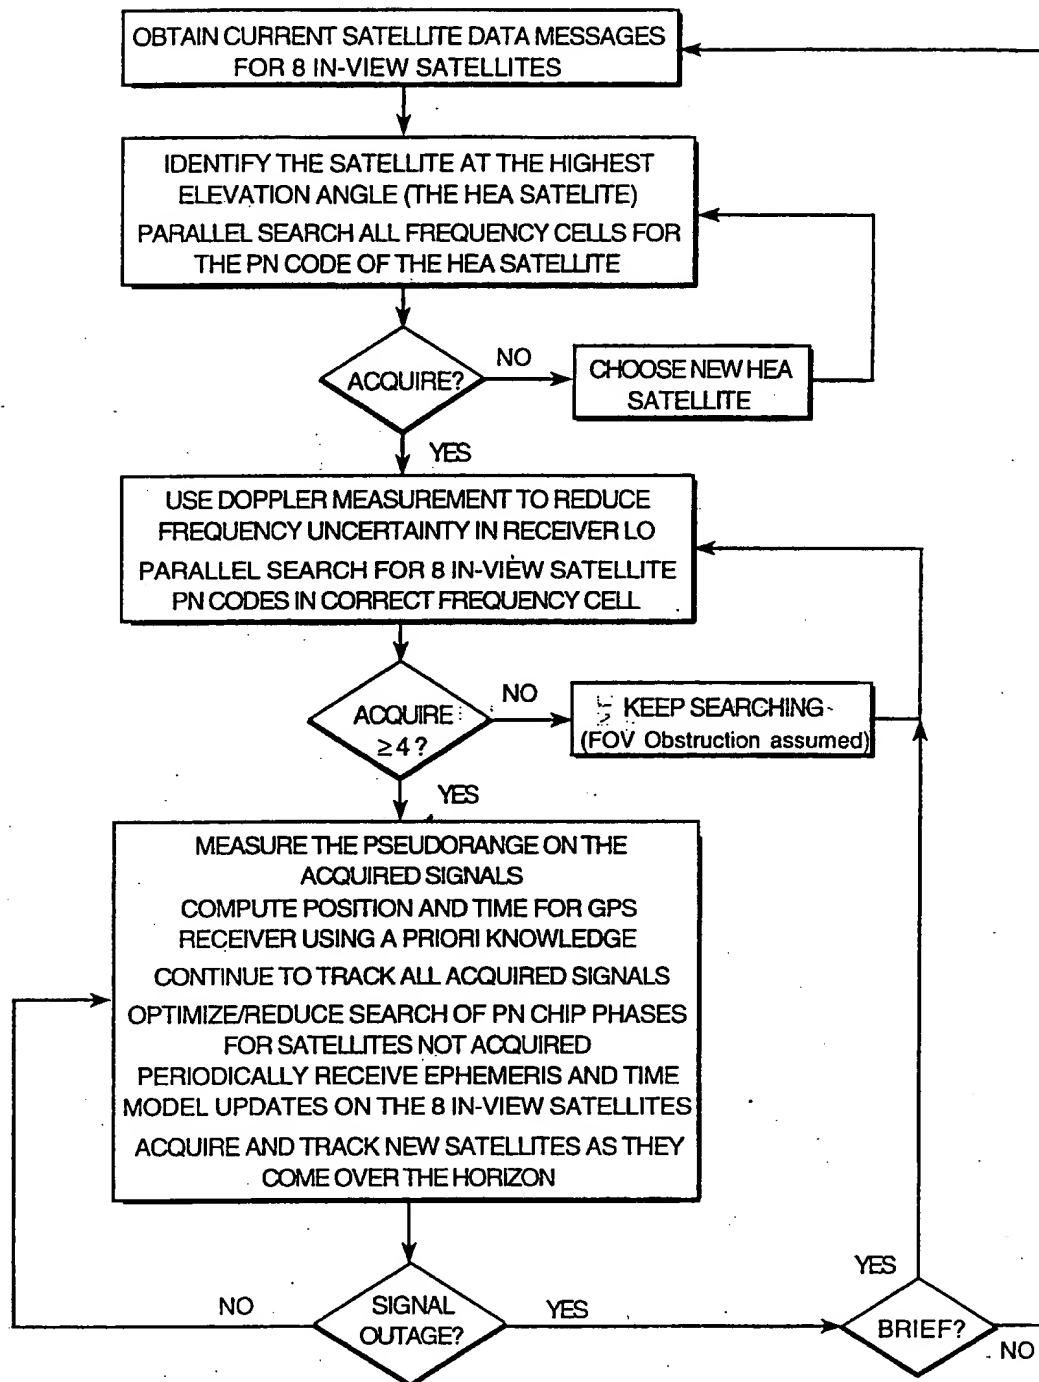 OBTAIN CURRENT SATELLITE DATA MESSAGES
FOR 8 IN-VIEW SATELLITES
IDENTIFY THE SATELLITE AT THE HIGHEST
ELEVATION ANGLE (THE HEA SATELITE)
PARALLEL SEARCH ALL FREQUENCY CELLS FOR
THE PN CODE OF THE HEA SATELLITE
ACQUIRE?
NO
CHOOSE NEW HEA
SATELLITE
YES
USE DOPPLER MEASUREMENT TO REDUCE
FREQUENCY UNCERTAINTY IN RECEIVER LO
PARALLEL SEARCH FOR 8 IN-VIEW SATELLITE
PN CODES IN CORRECT FREQUENCY CELL
ACQUIRE
≥4?
NO
KEEP SEARCHING
(FOV Obstruction assumed)
YES
MEASURE THE PSEUDORANGE ON THE
ACQUIRED SIGNALS
COMPUTE POSITION AND TIME FOR GPS
RECEIVER USING A PRIORI KNOWLEDGE
CONTINUE TO TRACK ALL ACQUIRED SIGNALS
OPTIMIZE/REDUCE SEARCH OF PN CHIP PHASES
FOR SATELLITES NOT ACQUIRED
PERIODICALLY RECEIVE EPHEMERIS AND TIME
MODEL UPDATES ON THE 8 IN-VIEW SATELLITES
ACQUIRE AND TRACK NEW SATELLITES AS THEY
COME OVER THE HORIZON
NO
SIGNAL
OUTAGE?
YES
YES
BRIEF?
NO